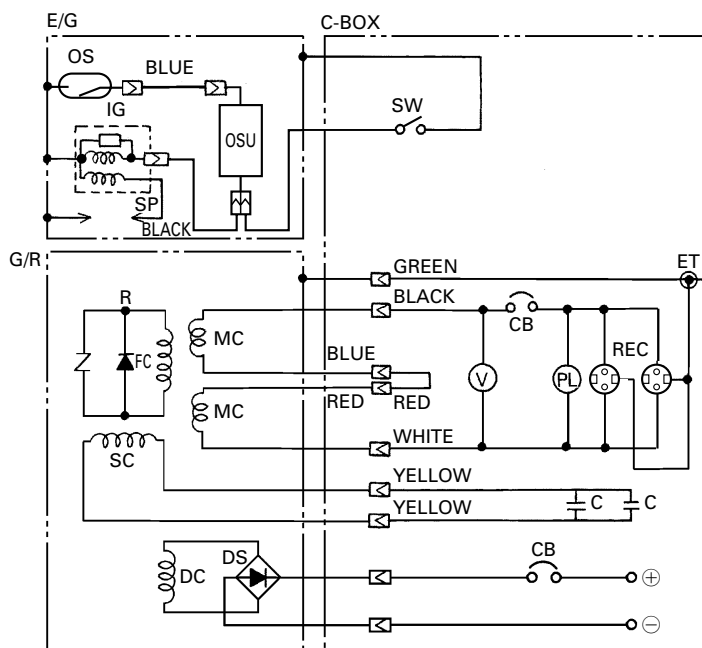 E/G
C-BOX
OS
BLUE
IG
OSU
SW
SP
BLACK
G/R
GREEN
ET
R
BLACK
CB
MC
FC
BLUE
V
PL
REC
MC
RED
RED
WHITE
SC
YELLOW
C
C
YELLOW
DS
CB
DC
+
−